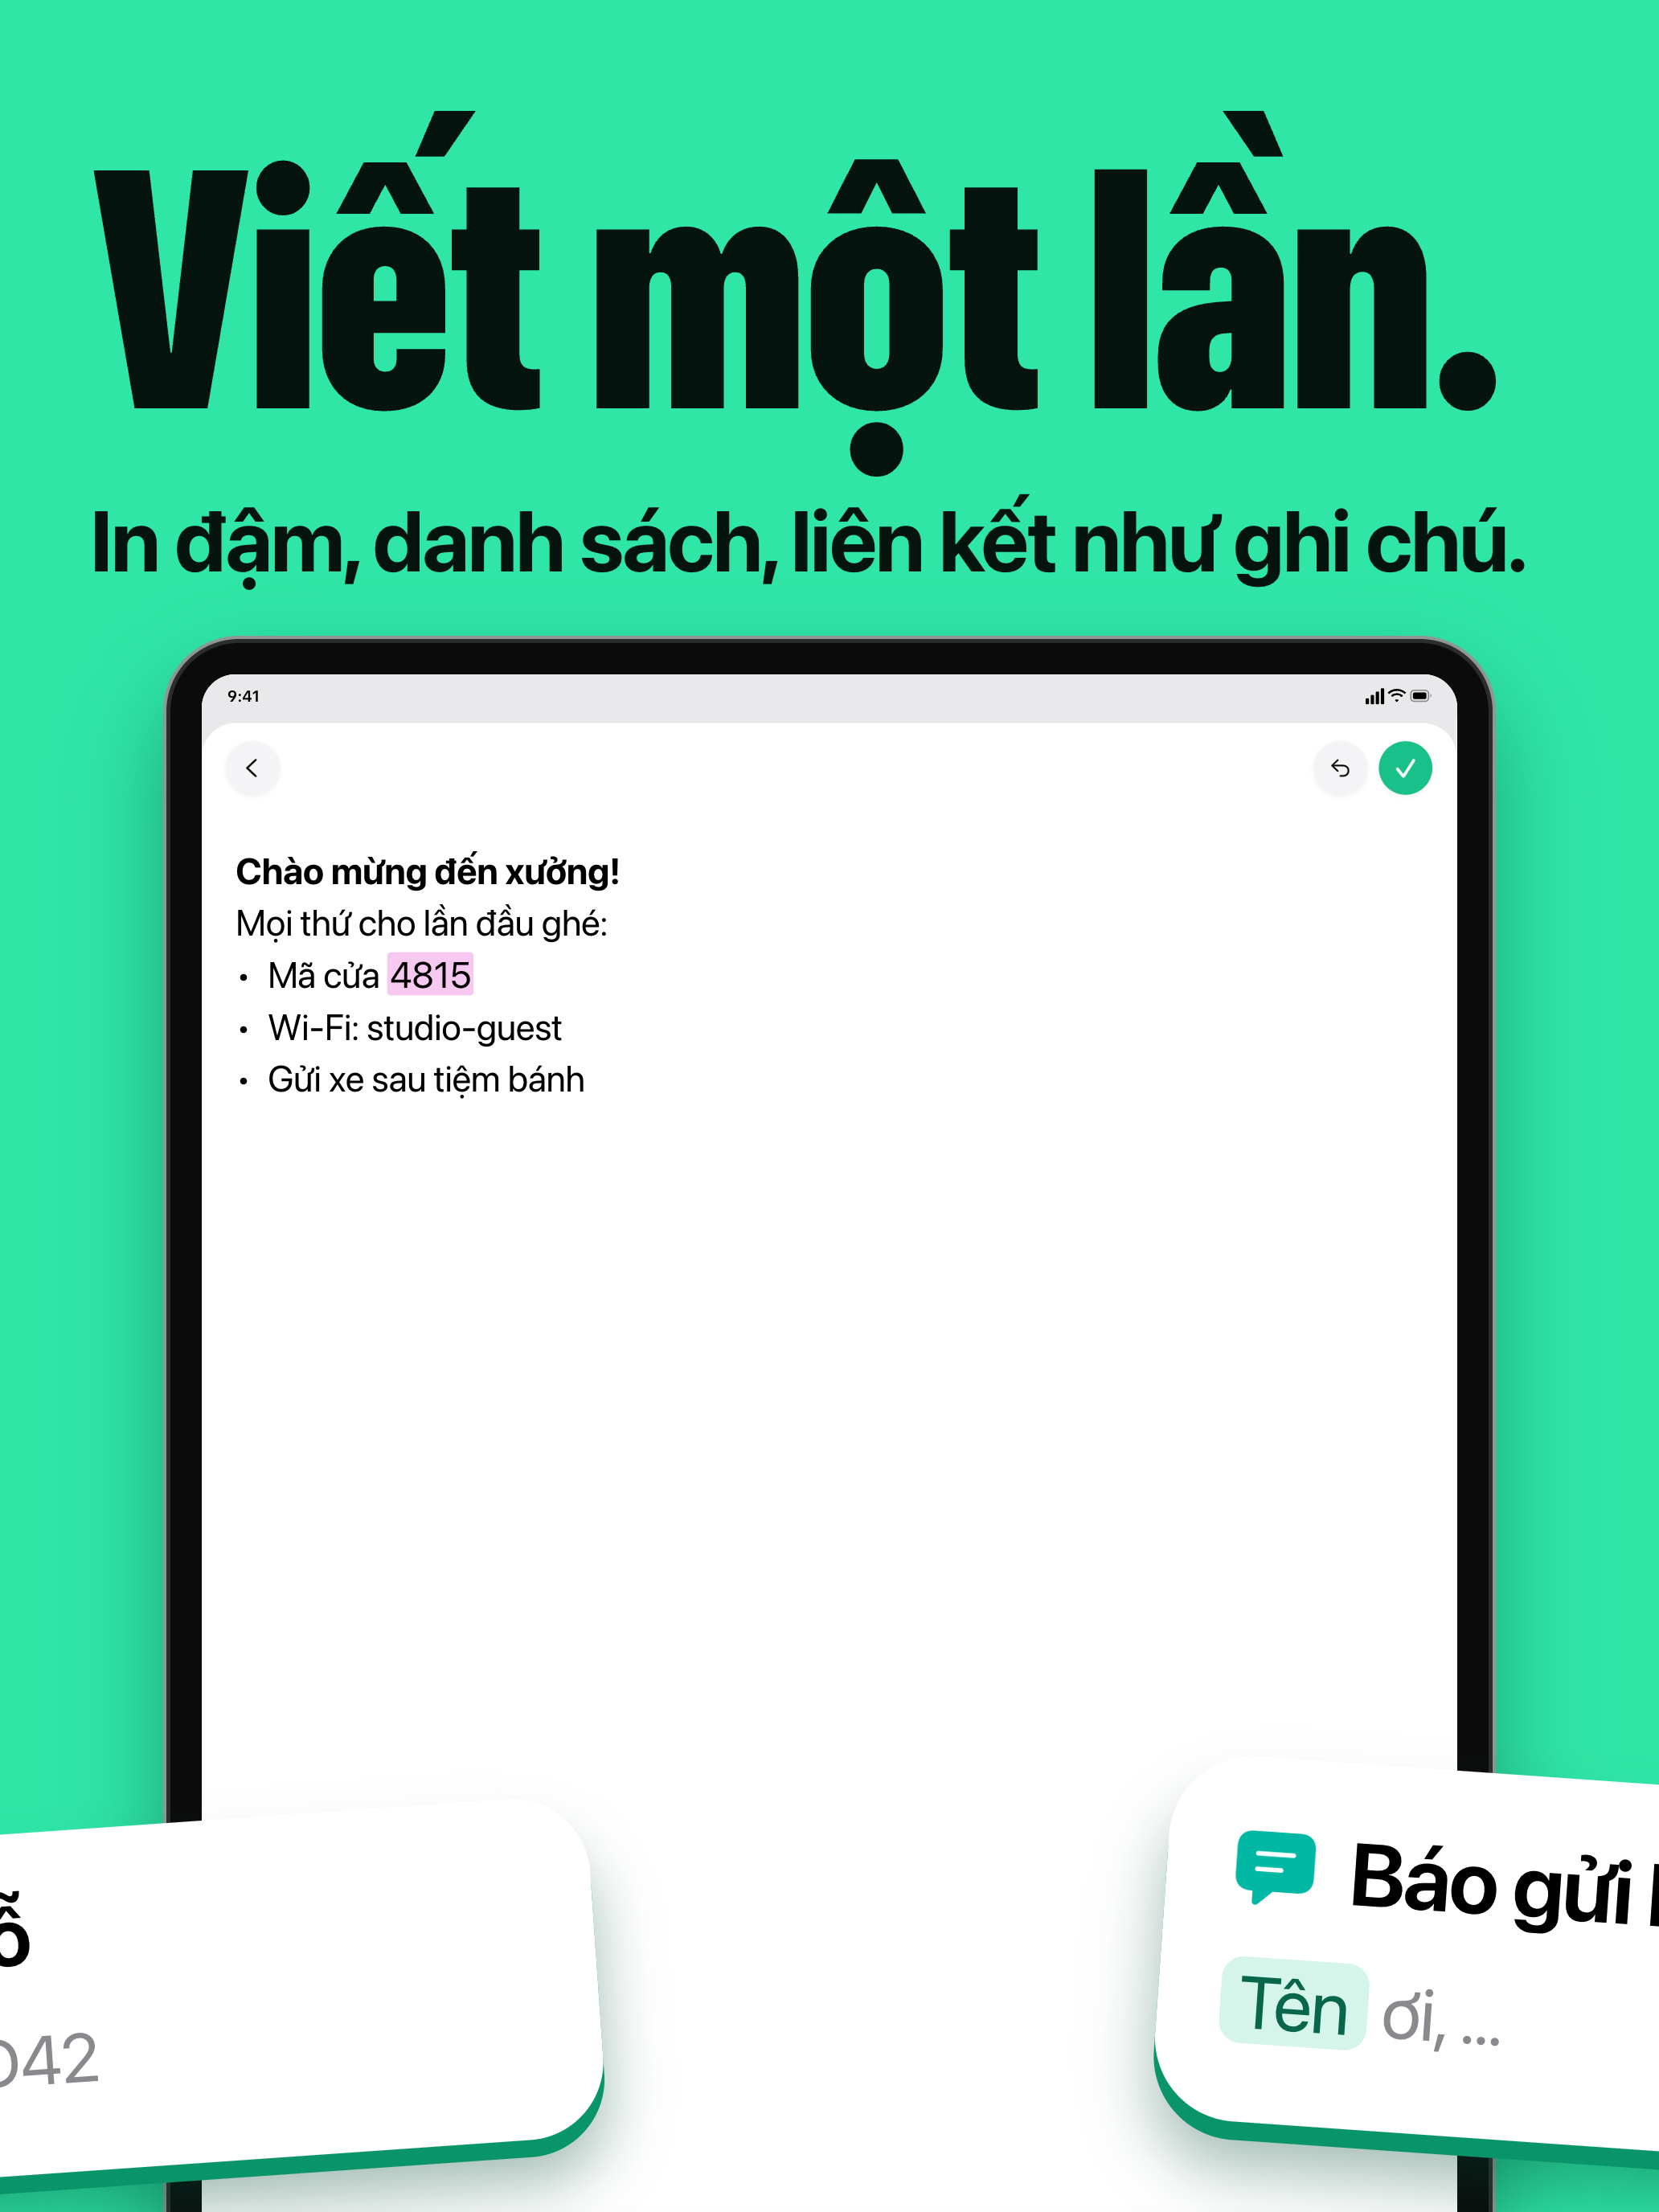 Viết một lần.
In đậm, danh sách, liên kết như ghi chú.
9:41
Chào mừng đến xưởng!
Mọi thứ cho lần đầu ghé:
• Mã cửa 4815
• Wi-Fi: studio-guest
• Gửi xe sau tiệm bánh
Báo gửi
Tên ơi, ...
42